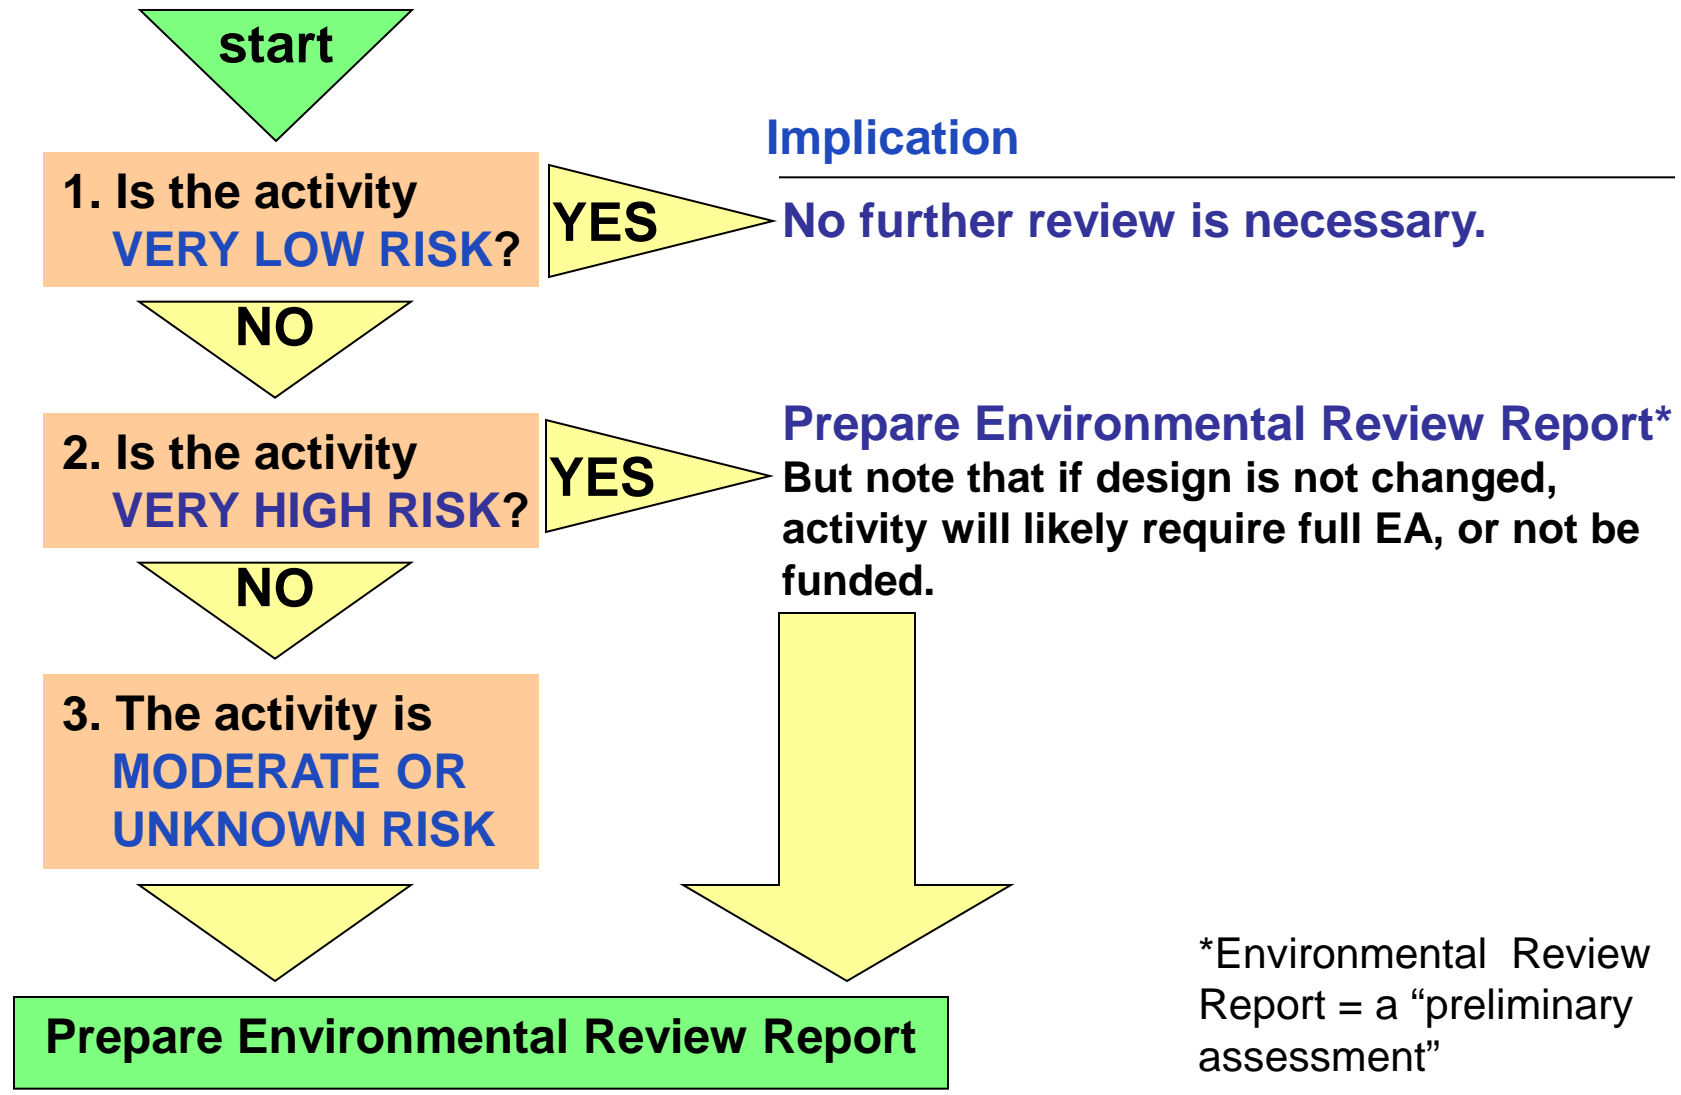 start
Implication
1. Is the activity
VERY LOW RISK?
YES
No further review is necessary.
NO
2. Is the activity
VERY HIGH RISK?
YES
Prepare Environmental Review Report*
But note that if design is not changed,
activity will likely require full EA, or not be
funded.
NO
3. The activity is
MODERATE OR
UNKNOWN RISK
Prepare Environmental Review Report
*Environmental Review
Report = a “preliminary
assessment”